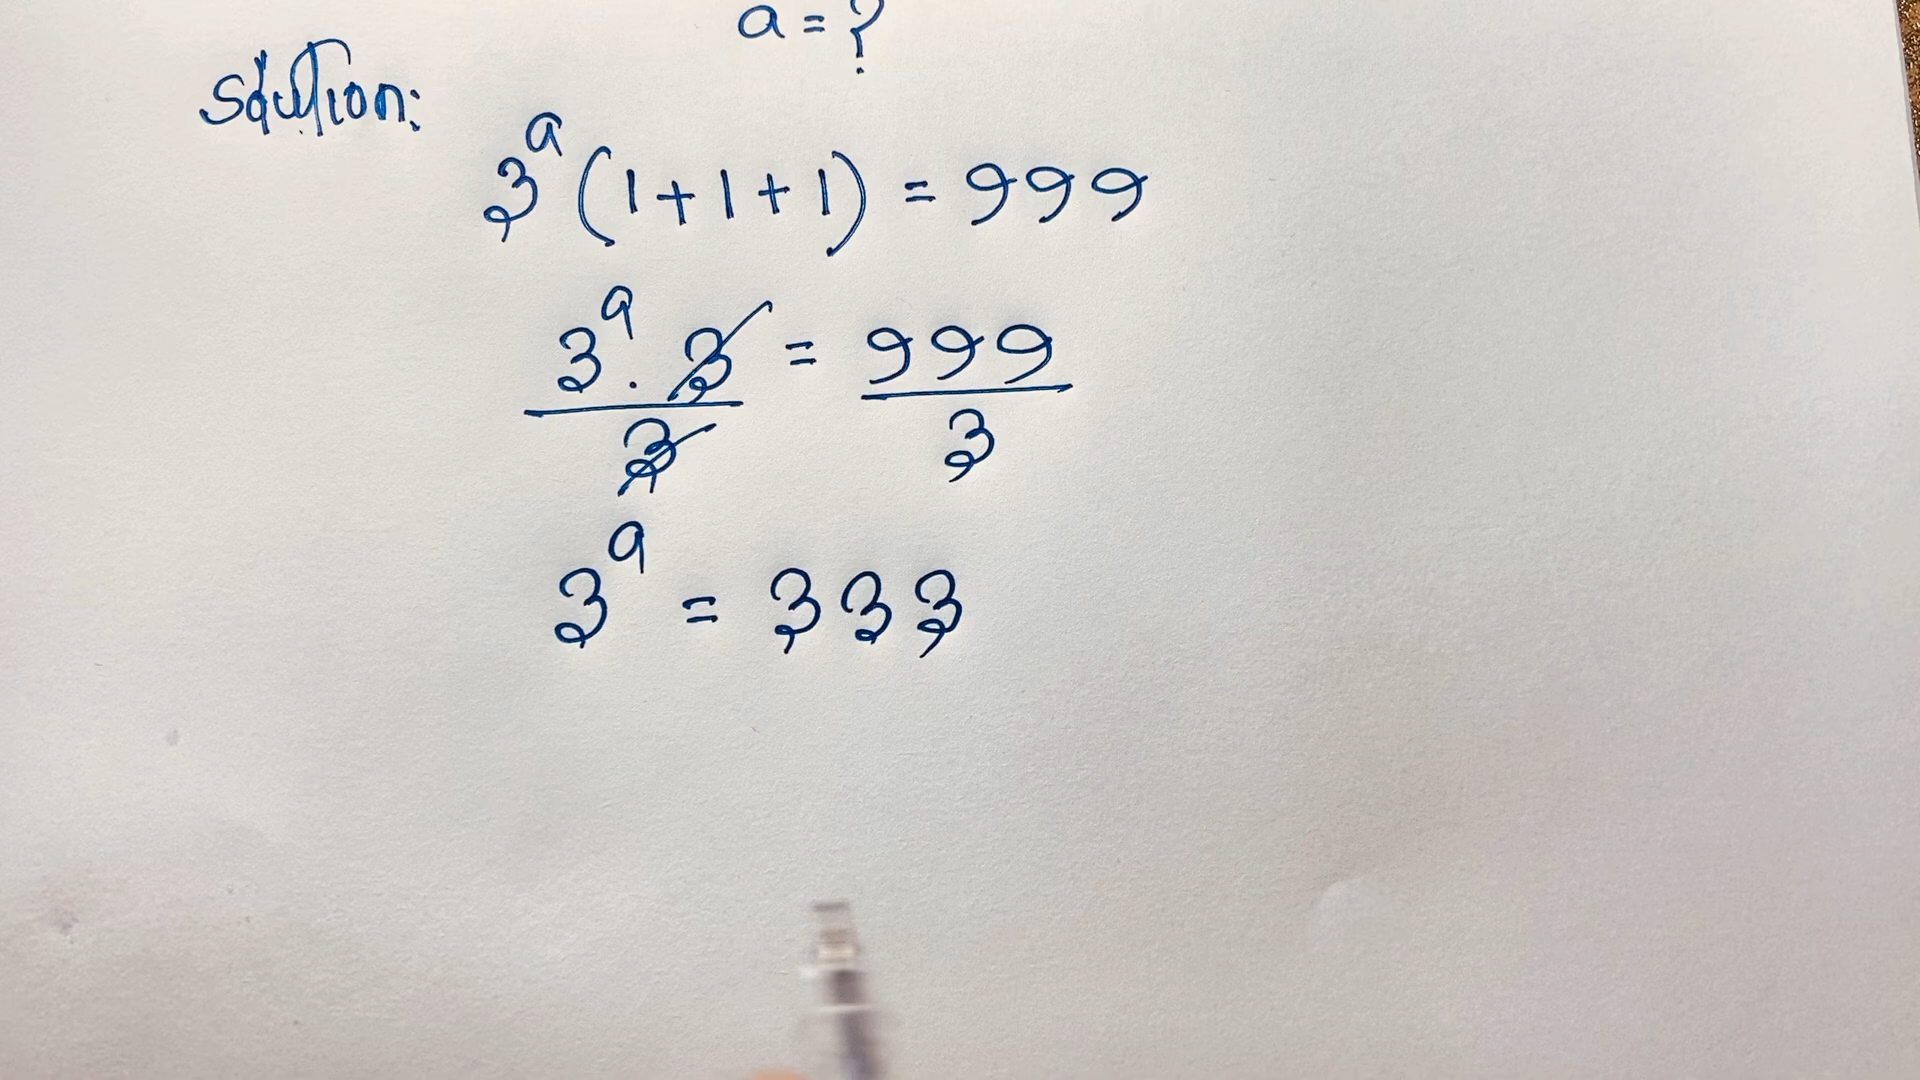 a = ?
Solution:
3^a (1 + 1 + 1) = 999
3^a . 3 / 3 = 999 / 3
3^a = 333